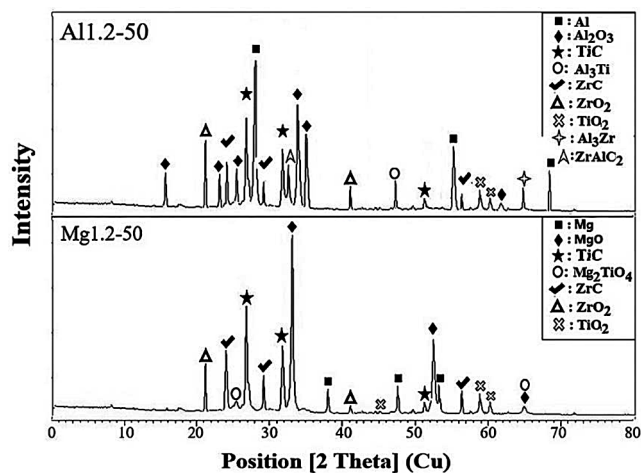 Al1.2-50
■: Al
◆: Al2O3
★: TiC
O: Al3Ti
✔: ZrC
Δ: ZrO2
※: TiO2
✧: Al3Zr
A: ZrAlC2
A
Mg1.2-50
■: Mg
◆: MgO
★: TiC
O: Mg2TiO4
✔: ZrC
Δ: ZrO2
※: TiO2
Intensity
0 10 20 30 40 50 60 70 80
Position [2 Theta] (Cu)